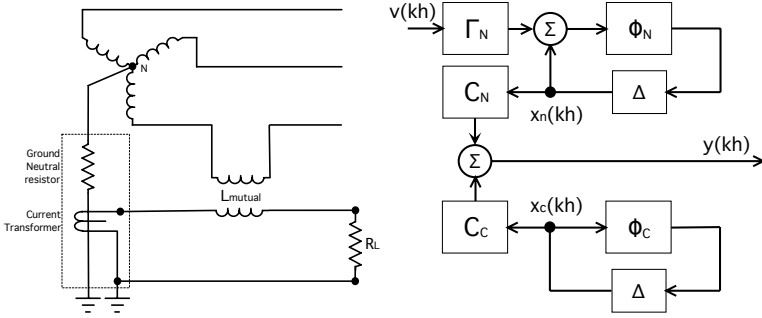 N
Ground
Neutral
resistor
Current
Transformer
Lmutual
RL
v(kh)
ΓN
Σ
ΦN
CN
xn(kh)
Δ
Σ
y(kh)
xc(kh)
CC
ΦC
Δ